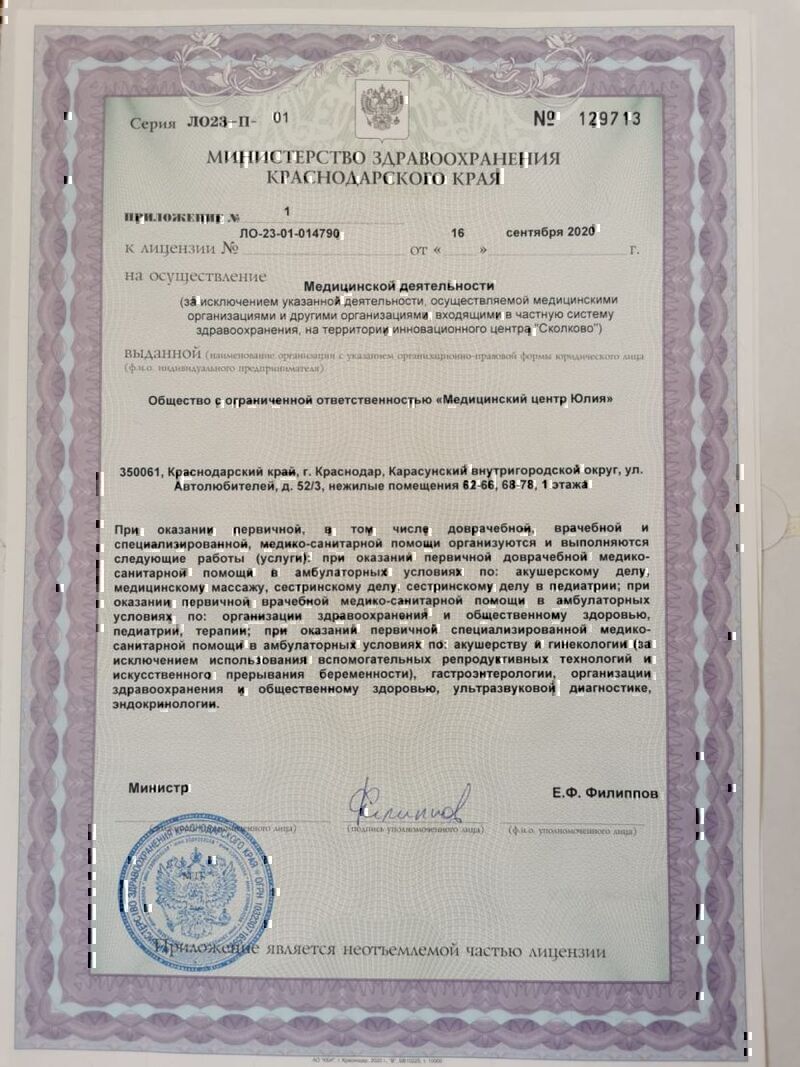 Серия ЛО23-П- 01 № 129713
МИНИСТЕРСТВО ЗДРАВООХРАНЕНИЯ
КРАСНОДАРСКОГО КРАЯ
ПРИЛОЖЕНИЕ № 1
к лицензии № ЛО-23-01-014790 от « 16 » сентября 2020 г.
на осуществление
Медицинской деятельности
(за исключением указанной деятельности, осуществляемой медицинскими
организациями и другими организациями, входящими в частную систему
здравоохранения, на территории инновационного центра "Сколково")
выданной (наименование организации с указанием организационно-правовой формы юридического лица
(ф.и.о. индивидуального предпринимателя)
Общество с ограниченной ответственностью «Медицинский центр Юлия»
350061, Краснодарский край, г. Краснодар, Карасунский внутригородской округ, ул.
Автолюбителей, д. 52/3, нежилые помещения 62-66, 68-78, 1 этажа
При оказании первичной, в том числе доврачебной, врачебной и
специализированной, медико-санитарной помощи организуются и выполняются
следующие работы (услуги): при оказании первичной доврачебной медико-
санитарной помощи в амбулаторных условиях по: акушерскому делу,
медицинскому массажу, сестринскому делу, сестринскому делу в педиатрии; при
оказании первичной врачебной медико-санитарной помощи в амбулаторных
условиях по: организации здравоохранения и общественному здоровью,
педиатрии, терапии; при оказании первичной специализированной медико-
санитарной помощи в амбулаторных условиях по: акушерству и гинекологии (за
исключением использования вспомогательных репродуктивных технологий и
искусственного прерывания беременности), гастроэнтерологии, организации
здравоохранения и общественному здоровью, ультразвуковой диагностике,
эндокринологии.
Министр Е.Ф. Филиппов
лица) (подпись уполномоченного лица) (ф.и.о. уполномоченного лица)
Приложение является неотъемлемой частью лицензии